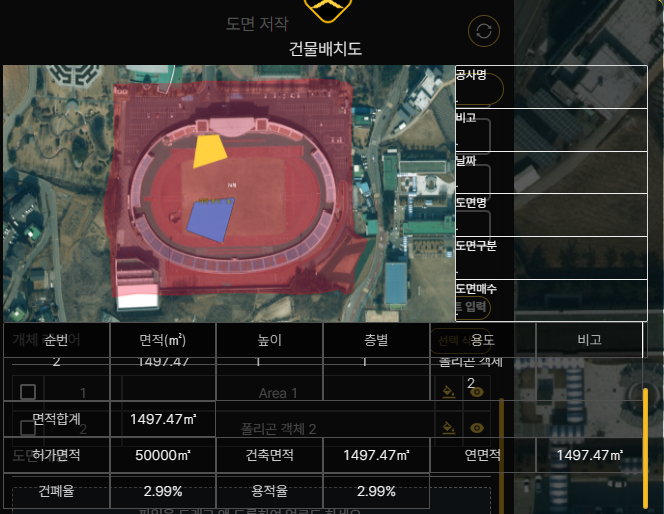 도면 저작
건물배치도
공사명
-
비고
-
날짜
-
도면명
-
도면구분
-
도면매수
-
트 입력
순번 면적(㎡) 높이 층별 용도 비고
2 1497.47 1 1 폴리곤 객체 2
1 Area 1
2 폴리곤 객체 2
면적합계 1497.47㎡
허가면적 50000㎡ 건축면적 1497.47㎡ 연면적 1497.47㎡
건폐율 2.99% 용적율 2.99%